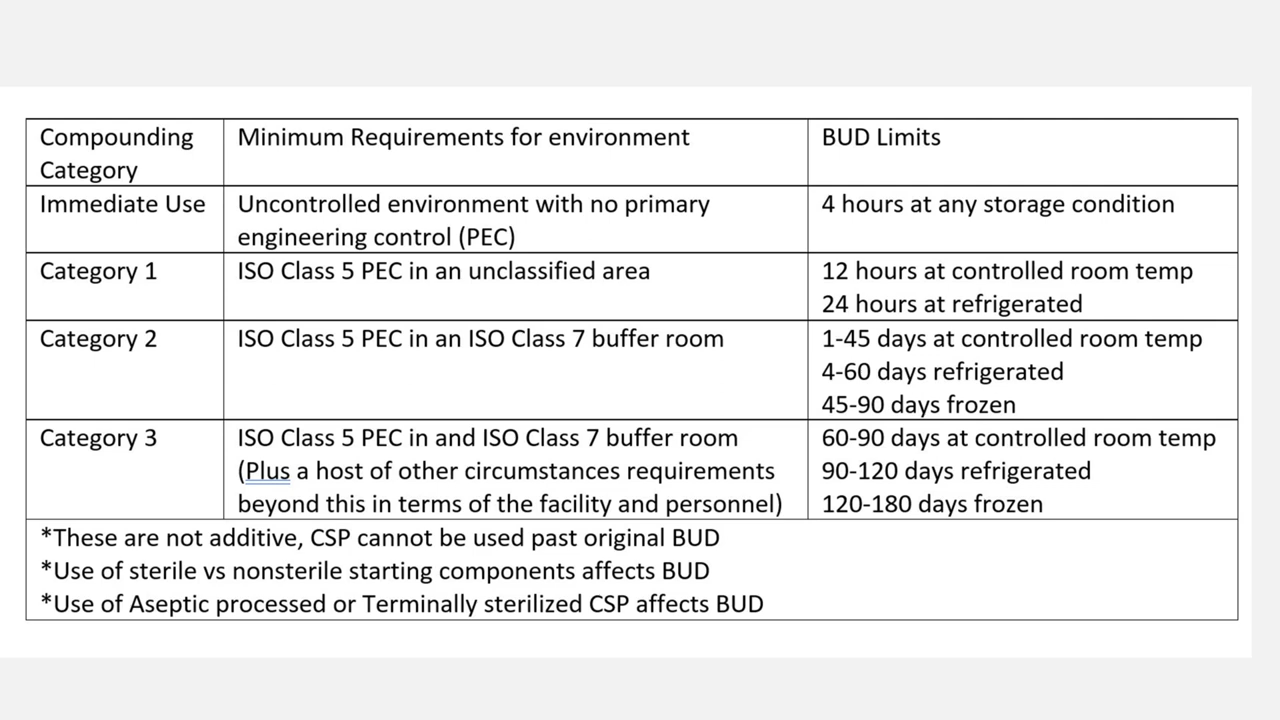 Compounding Category
Minimum Requirements for environment
BUD Limits
Immediate Use
Uncontrolled environment with no primary
engineering control (PEC)
4 hours at any storage condition
Category 1
ISO Class 5 PEC in an unclassified area
12 hours at controlled room temp
24 hours at refrigerated
Category 2
ISO Class 5 PEC in an ISO Class 7 buffer room
1-45 days at controlled room temp
4-60 days refrigerated
45-90 days frozen
Category 3
ISO Class 5 PEC in and ISO Class 7 buffer room
(Plus a host of other circumstances requirements
beyond this in terms of the facility and personnel)
60-90 days at controlled room temp
90-120 days refrigerated
120-180 days frozen
*These are not additive, CSP cannot be used past original BUD
*Use of sterile vs nonsterile starting components affects BUD
*Use of Aseptic processed or Terminally sterilized CSP affects BUD